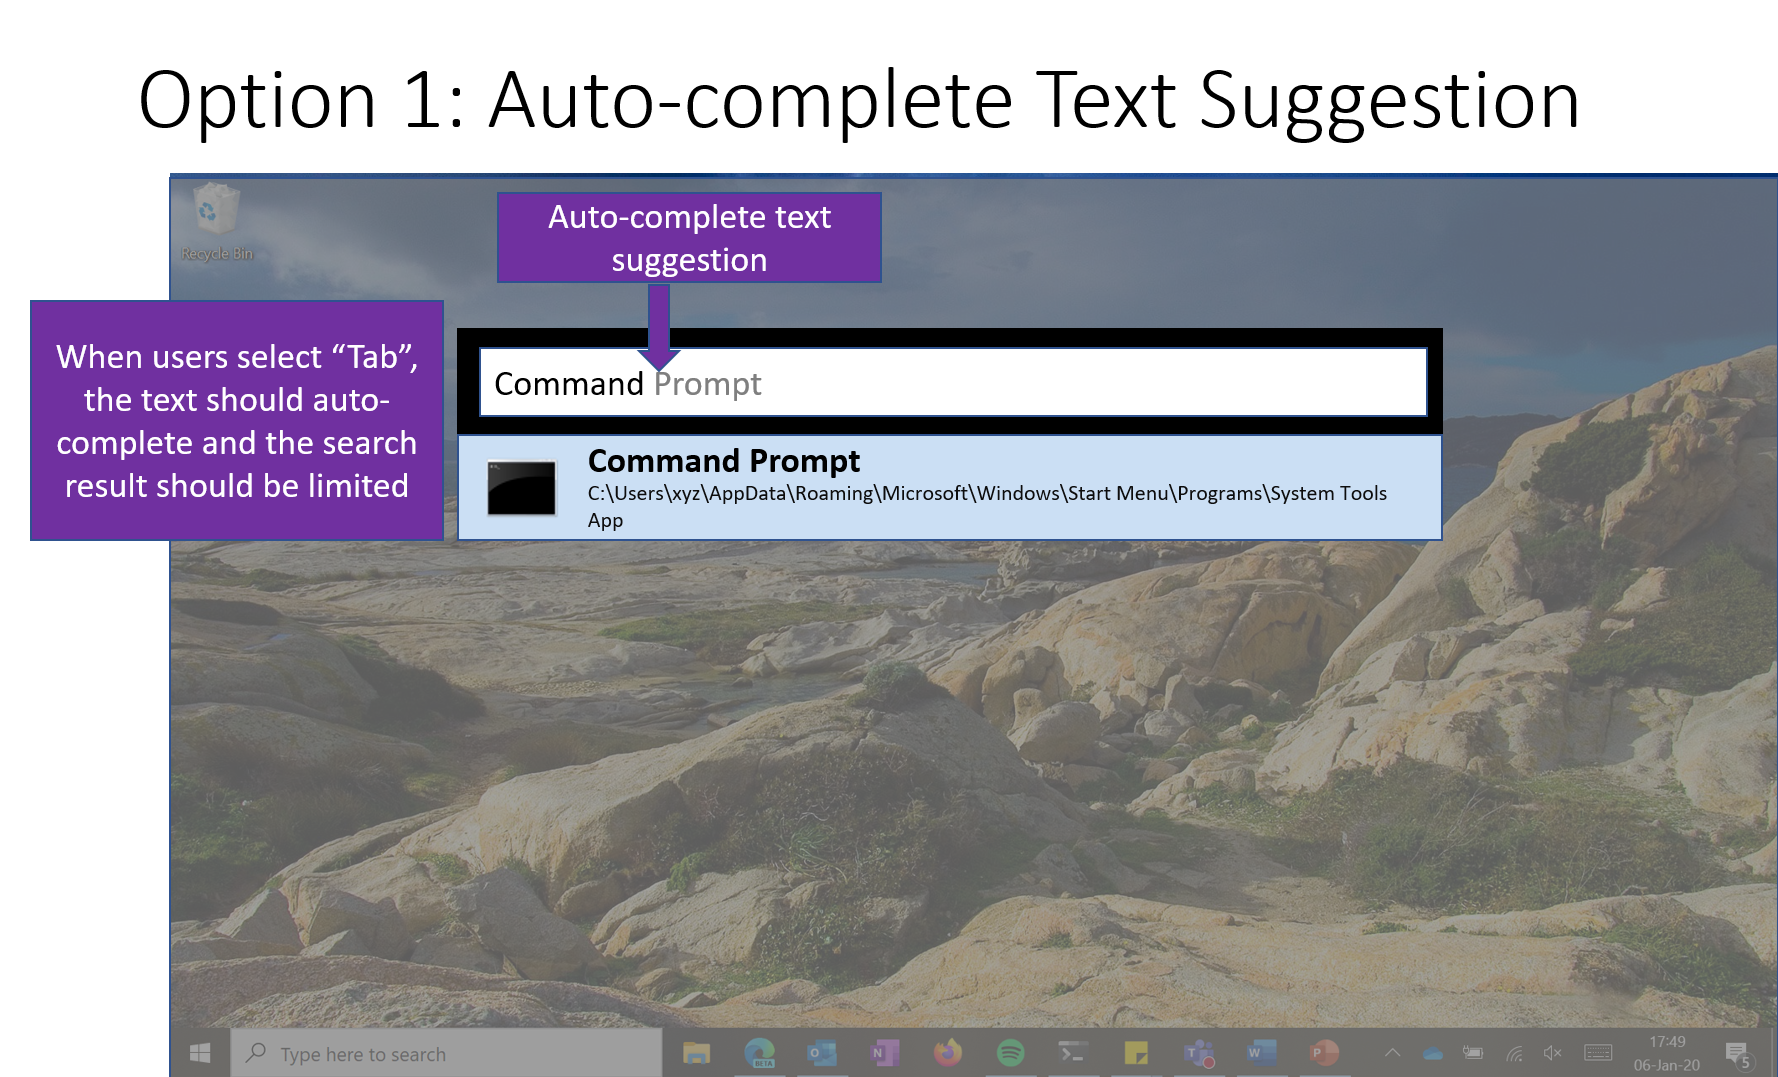 Option 1: Auto-complete Text Suggestion
Recycle Bin
Auto-complete text
suggestion
When users select “Tab”,
the text should auto-
complete and the search
result should be limited
Command Prompt
Command Prompt
C:\Users\xyz\AppData\Roaming\Microsoft\Windows\Start Menu\Programs\System Tools
App
Type here to search
BETA
17:49
06-Jan-20
5